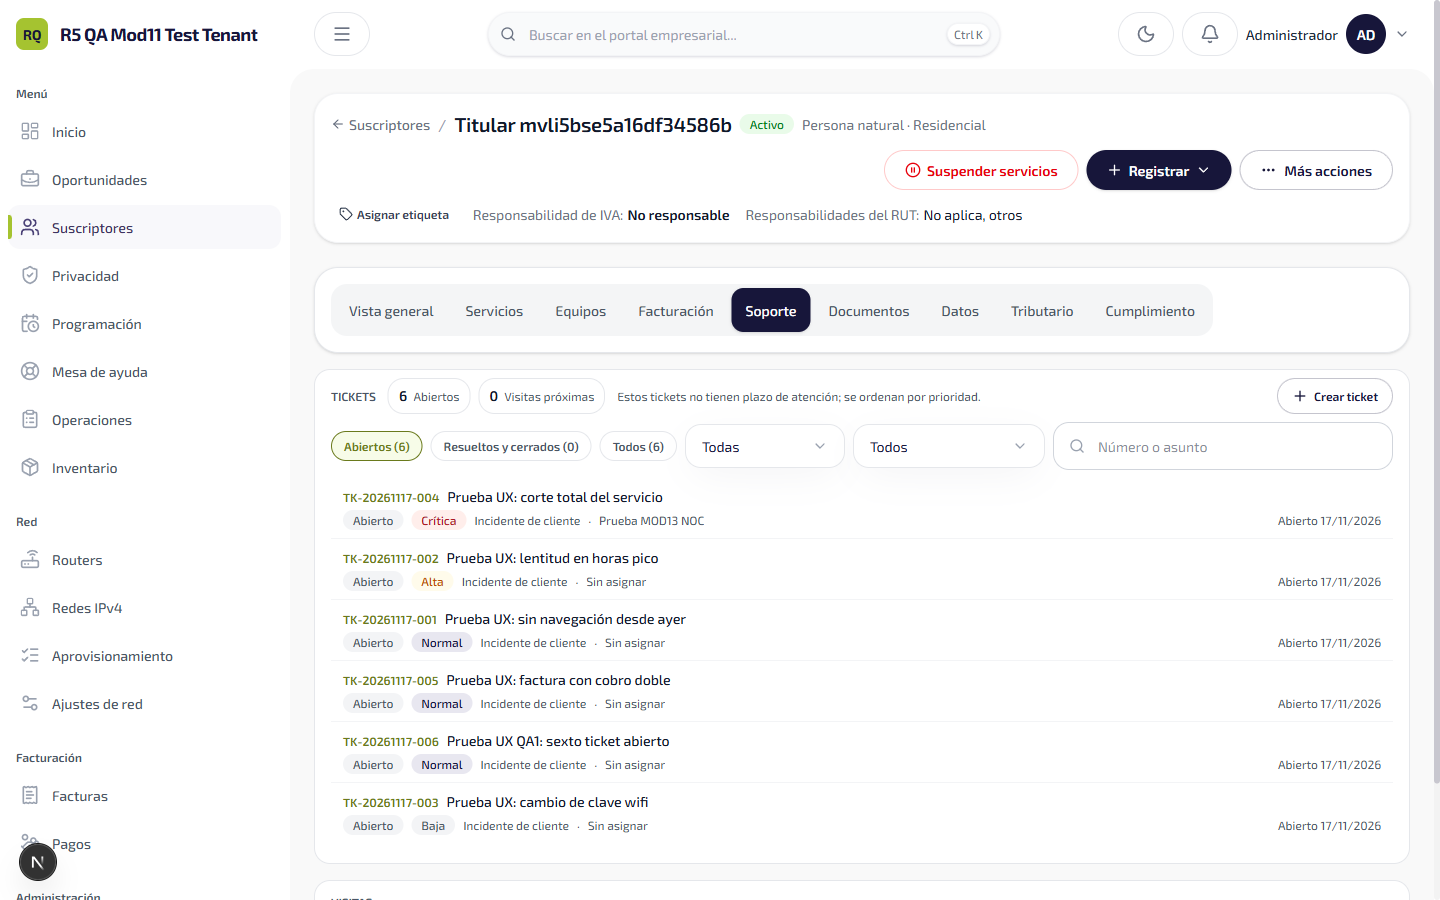 RQ R5 QA Mod11 Test Tenant
Buscar en el portal empresarial... Ctrl K
Administrador AD
Menú
Inicio
Oportunidades
Suscriptores
Privacidad
Programación
Mesa de ayuda
Operaciones
Inventario
Red
Routers
Redes IPv4
Aprovisionamiento
Ajustes de red
Facturación
Facturas
Pagos
N
Administración
Suscriptores / Titular mvli5bse5a16df34586b Activo Persona natural · Residencial
Suspender servicios Registrar Más acciones
Asignar etiqueta Responsabilidad de IVA: No responsable Responsabilidades del RUT: No aplica, otros
Vista general Servicios Equipos Facturación Soporte Documentos Datos Tributario Cumplimiento
TICKETS 6 Abiertos 0 Visitas próximas Estos tickets no tienen plazo de atención; se ordenan por prioridad. Crear ticket
Abiertos (6) Resueltos y cerrados (0) Todos (6) Todas Todos Número o asunto
TK-20261117-004 Prueba UX: corte total del servicio
Abierto Crítica Incidente de cliente · Prueba MOD13 NOC Abierto 17/11/2026
TK-20261117-002 Prueba UX: lentitud en horas pico
Abierto Alta Incidente de cliente · Sin asignar Abierto 17/11/2026
TK-20261117-001 Prueba UX: sin navegación desde ayer
Abierto Normal Incidente de cliente · Sin asignar Abierto 17/11/2026
TK-20261117-005 Prueba UX: factura con cobro doble
Abierto Normal Incidente de cliente · Sin asignar Abierto 17/11/2026
TK-20261117-006 Prueba UX QA1: sexto ticket abierto
Abierto Normal Incidente de cliente · Sin asignar Abierto 17/11/2026
TK-20261117-003 Prueba UX: cambio de clave wifi
Abierto Baja Incidente de cliente · Sin asignar Abierto 17/11/2026